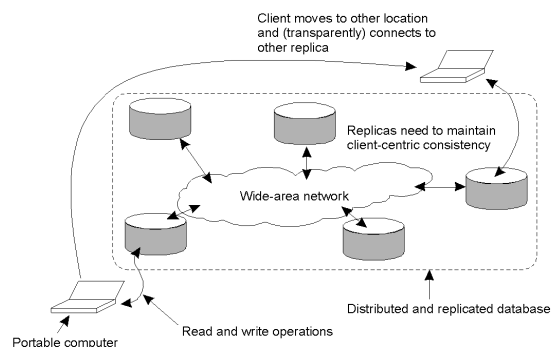 Client moves to other location
and (transparently) connects to
other replica
Replicas need to maintain
client-centric consistency
Wide-area network
Distributed and replicated database
Read and write operations
Portable computer